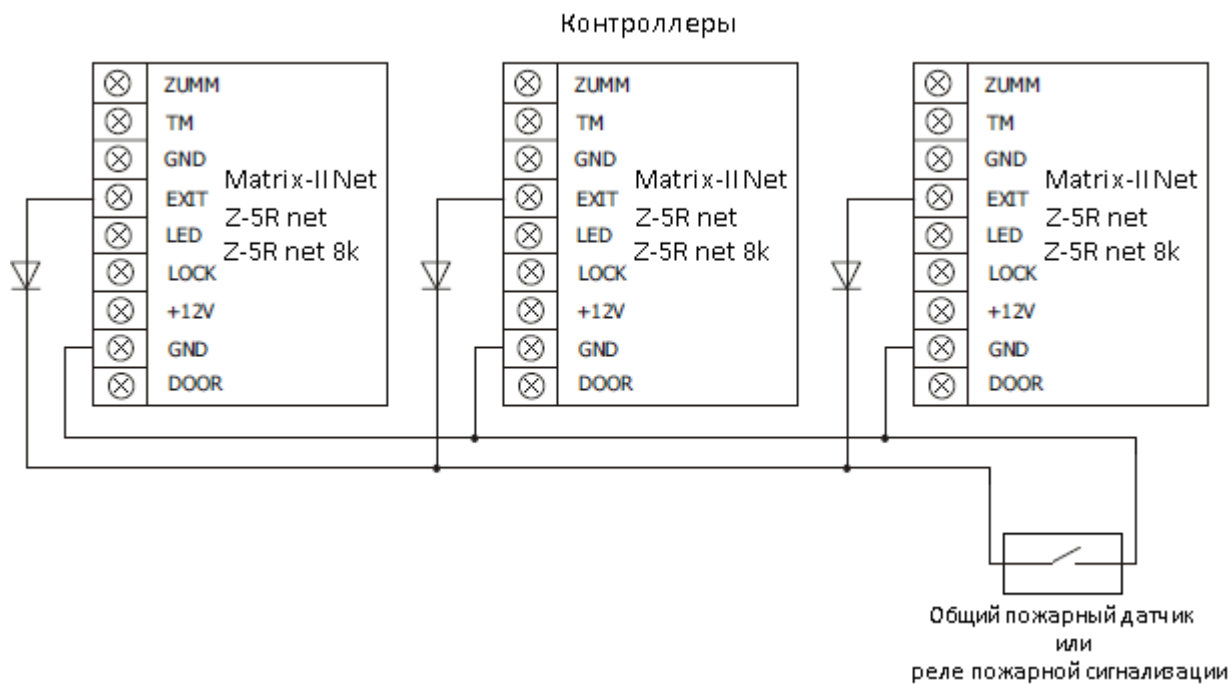 Контроллеры
ZUMM
TM
GND
EXIT
LED
LOCK
+12V
GND
DOOR
Matrix-II Net
Z-5R net
Z-5R net 8k
ZUMM
TM
GND
EXIT
LED
LOCK
+12V
GND
DOOR
Matrix-II Net
Z-5R net
Z-5R net 8k
ZUMM
TM
GND
EXIT
LED
LOCK
+12V
GND
DOOR
Matrix-II Net
Z-5R net
Z-5R net 8k
Общий пожарный датчик
или
реле пожарной сигнализации